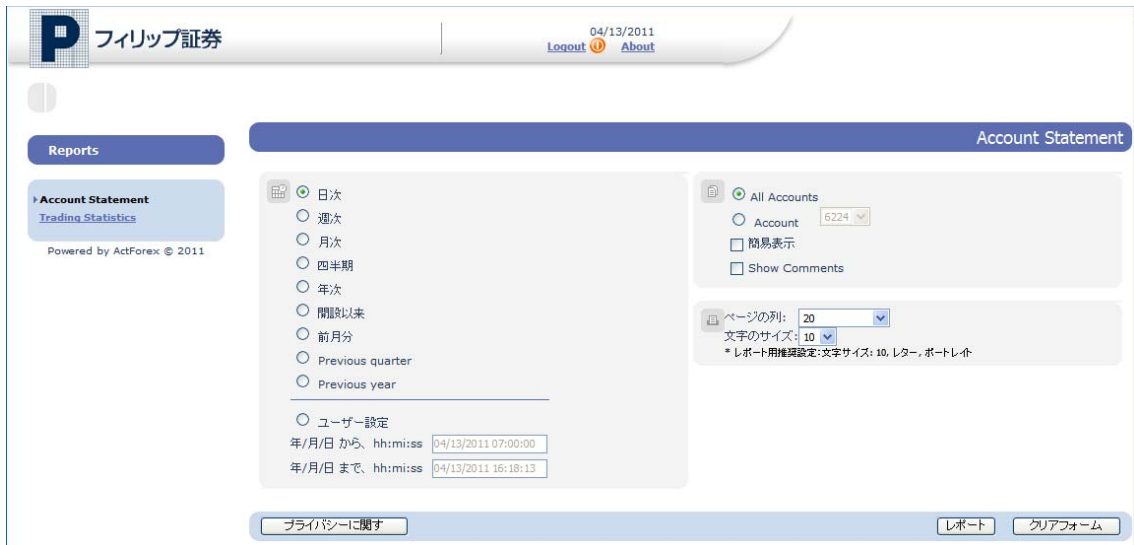 P フィリップ証券
04/13/2011
Logout About
Reports
Account Statement
Account Statement
Trading Statistics
Powered by ActForex © 2011
日次
週次
月次
四半期
年次
開設以来
前月分
Previous quarter
Previous year
ユーザー設定
年/月/日 から、hh:mi:ss 04/13/2011 07:00:00
年/月/日 まで、hh:mi:ss 04/13/2011 16:18:13
All Accounts
Account 6224
簡易表示
Show Comments
ページの列: 20
文字のサイズ: 10
* レポート用推奨設定:文字サイズ: 10, レター, ポートレイト
プライバシーに関す
レポート
クリアフォーム